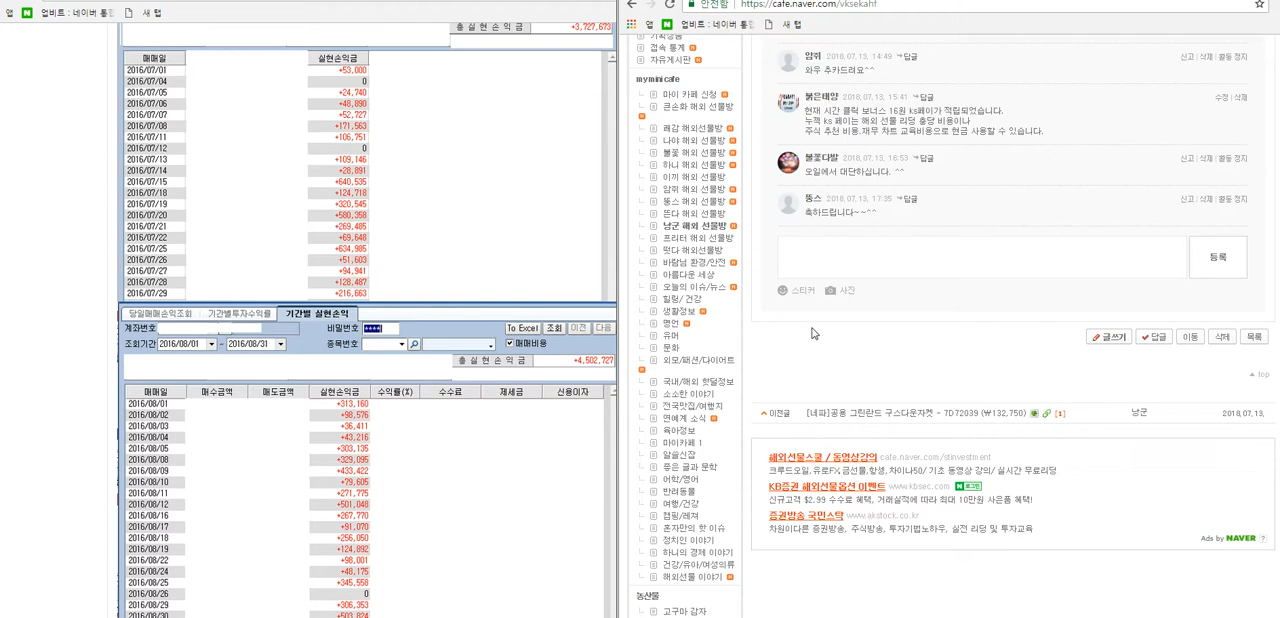 앱 업비트 : 네이버 통합 새 탭
총 실 현 손 익 금 +3,727,673
매매일 실현손익금
2016/07/01 +53,000
2016/07/04 0
2016/07/05 +24,740
2016/07/06 +48,890
2016/07/07 +52,727
2016/07/08 +171,563
2016/07/11 +106,751
2016/07/12 0
2016/07/13 +109,146
2016/07/14 +28,891
2016/07/15 +640,535
2016/07/18 +124,718
2016/07/19 +320,545
2016/07/20 +580,358
2016/07/21 +269,485
2016/07/22 +69,648
2016/07/25 +634,985
2016/07/26 +51,603
2016/07/27 +94,941
2016/07/28 +128,487
2016/07/29 +216,663
당일매매손익조회 기간별투자수익률 기간별 실현손익
계좌번호 비밀번호 **** To Excel 조회 이전 다음
조회기간 2016/08/01 ~ 2016/08/31 종목번호 매매비용
총 실 현 손 익 금 +4,502,727
매매일 매수금액 매도금액 실현손익금 수익률(%) 수수료 제세금 신용이자
2016/08/01 +313,160
2016/08/02 +98,576
2016/08/03 +36,411
2016/08/04 +43,216
2016/08/05 +303,135
2016/08/08 +329,095
2016/08/09 +433,422
2016/08/10 +79,605
2016/08/11 +271,775
2016/08/12 +501,048
2016/08/16 +267,770
2016/08/17 +91,070
2016/08/18 +256,050
2016/08/19 +124,892
2016/08/22 +98,001
2016/08/24 +48,175
2016/08/25 +345,558
2016/08/26 0
2016/08/29 +306,353
2016/08/30 +503,824
안전함 https://cafe.naver.com/vksekahf
앱 업비트 : 네이버 통합 새 탭
접속 통계
자유게시판
my mini cafe
마이 카페 신청
큰손화 해외 선물방
쾌감 해외선물방
나야 해외 선물방
불꽃 해외 선물방
하니 해외 선물방
이끼 해외 선물방
암쥐 해외 선물방
똥스 해외 선물방
뜬다 해외 선물방
낭군 해외 선물방
프리터 해외 선물방
떳다 해외선물방
바람님 환경/안전
아름다운 세상
오늘의 이슈/뉴스
힐링/ 건강
생활정보
명언
유머
문화
외모/패션/다이어트
국내/해외 핫딜정보
소소한 이야기
전국맛집/여행지
연예계 소식
육아정보
마이카페 1
알쓸신잡
좋은 글과 문학
어학/영어
반려동물
여행/건강
캠핑/레져
혼자만의 핫 이슈
정치인 이야기
하니의 경제 이야기
건강/유아/여성의류
해외선물 이야기
농산물
고구마 감자
암쥐 2018.07.13. 14:49 답글 신고 | 삭제 | 활동 정지
와우 추카드려요^^
붉은태양 2018.07.13. 15:41 답글 수정 | 삭제
현재 시간 클릭 보너스 16원 ks페이가 적립되었습니다.
누적 ks 페이는 해외 선물 리딩 충당 비용이나
주식 추천 비용.재무 차트 교육비용으로 현금 사용할 수 있습니다.
불꽃다발 2018.07.13. 16:53 답글 신고 | 삭제 | 활동 정지
오일에서 대단하십니다. ^^
똥스 2018.07.13. 17:35 답글 신고 | 삭제 | 활동 정지
축하드립니다~~^^
등록
스티커 사진
글쓰기 답글 이동 삭제 목록
top
이전글 [네파]공용 그린란드 구스다운자켓 - 7D72039 (₩132,750) [1] 낭군 2018.07.13.
해외선물스쿨 / 동영상강의 cafe.naver.com/stinvestment
크루드오일,유로FX,금선물,항생,차이나50/ 기초 동영상 강의/ 실시간 무료리딩
KB증권 해외선물옵션 이벤트 www.kbsec.com N로그인
신규고객 $2.99 수수료 혜택, 거래실적에 따라 최대 10만원 사은품 혜택!
증권방송 국민스탁 www.akstock.co.kr
차원이다른 증권방송, 주식방송, 투자기법노하우, 실전 리딩 및 투자교육
Ads by NAVER ?